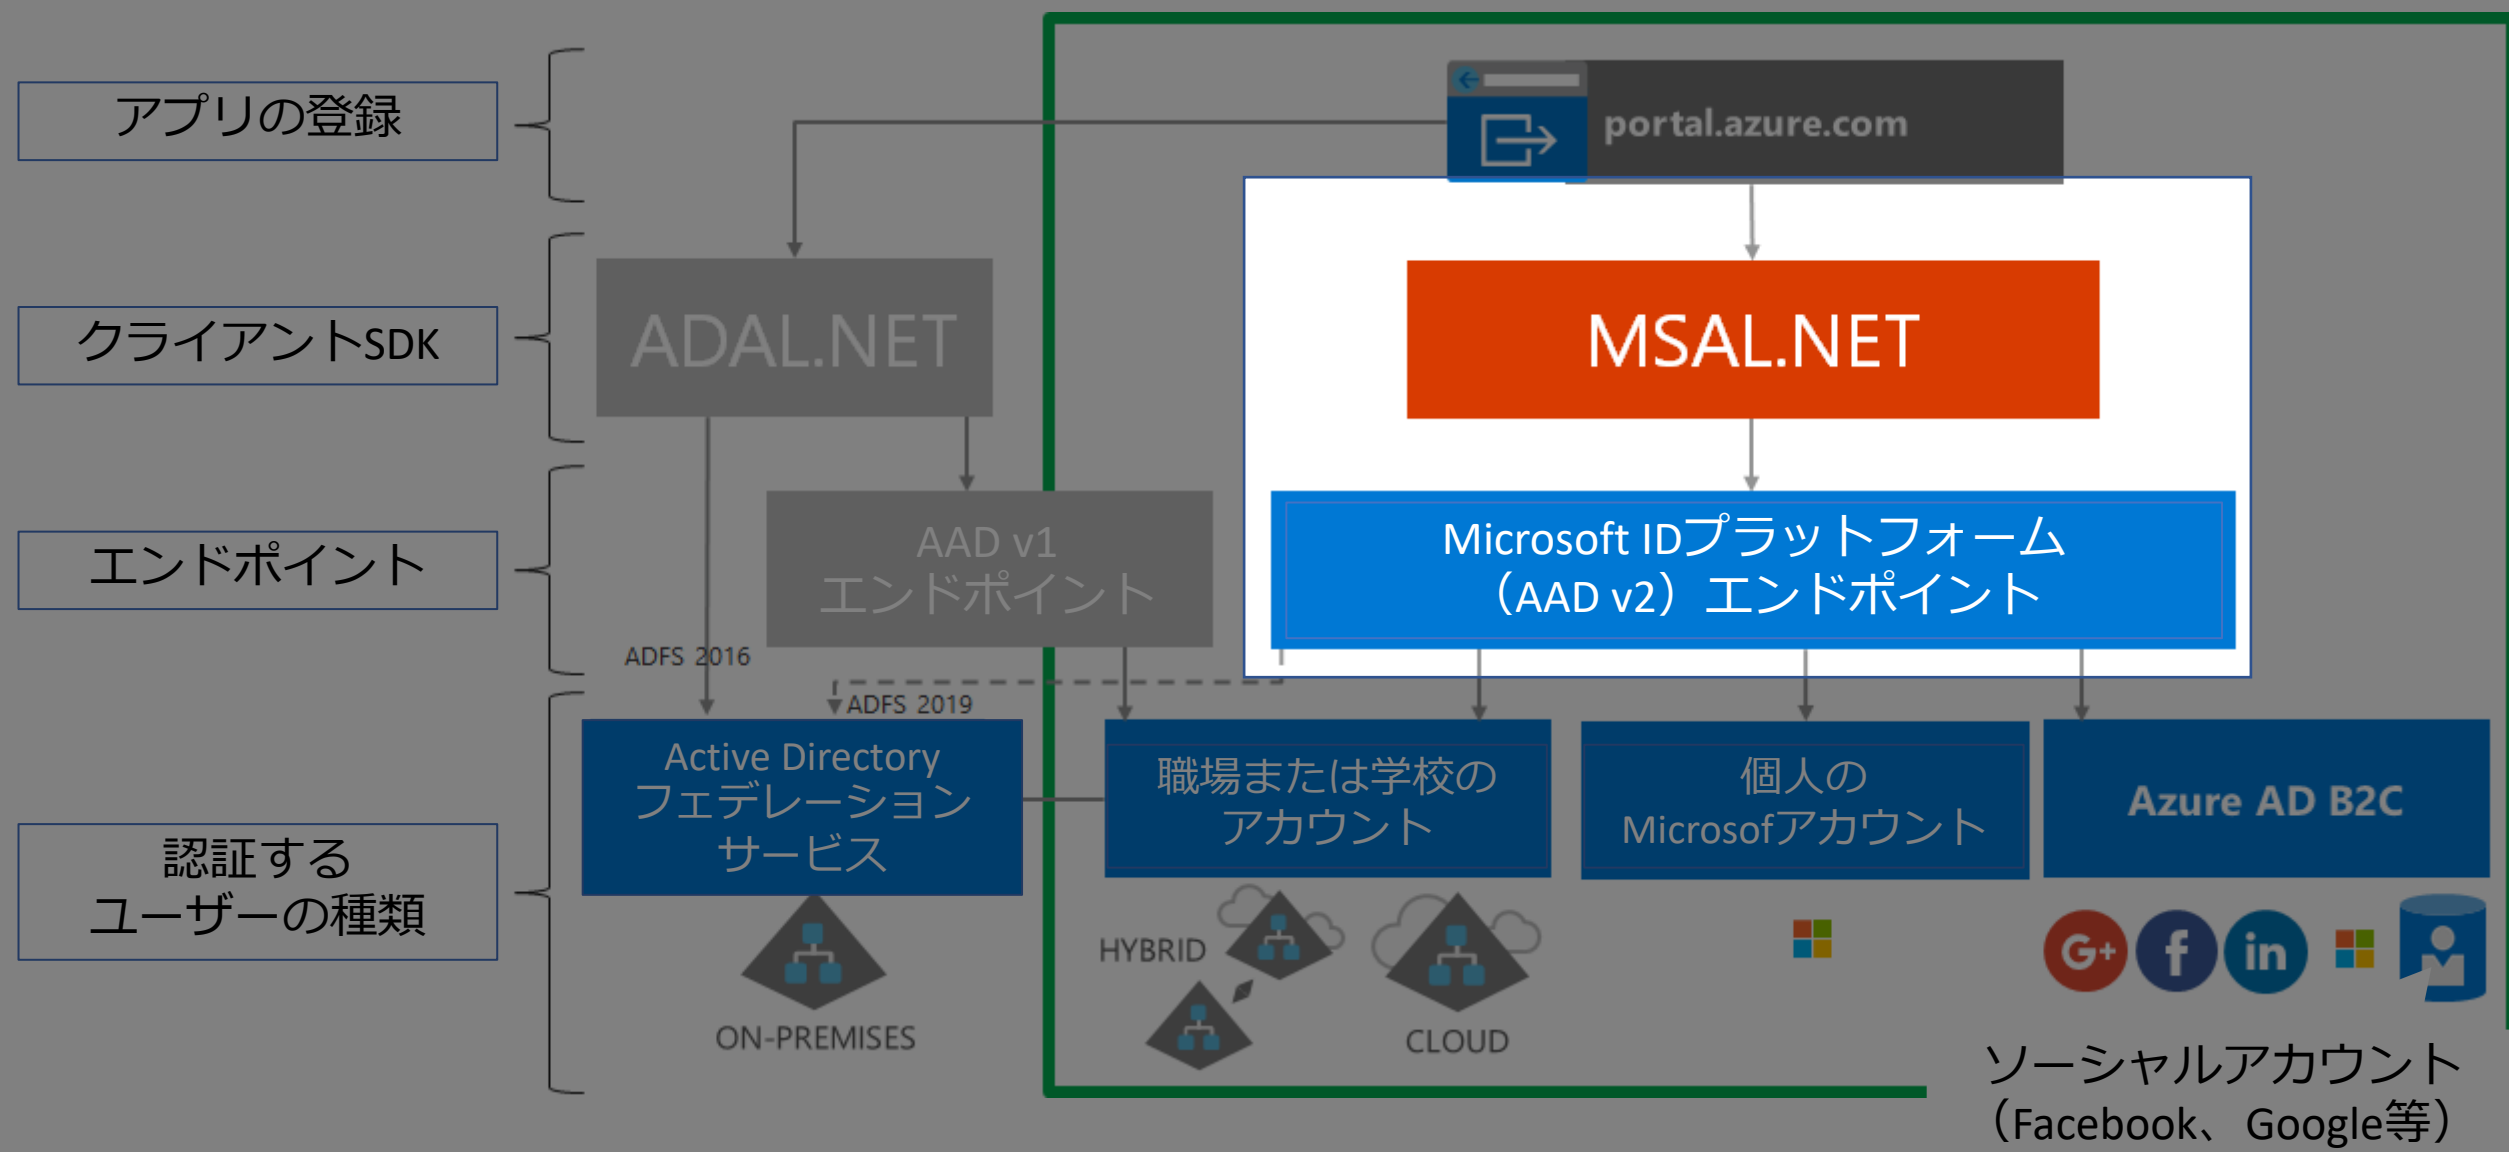 アプリの登録
portal.azure.com
クライアントSDK
ADAL.NET
MSAL.NET
エンドポイント
AAD v1
エンドポイント
Microsoft IDプラットフォーム
（AAD v2）エンドポイント
ADFS 2016
ADFS 2019
認証する
ユーザーの種類
Active Directory
フェデレーション
サービス
職場または学校の
アカウント
個人の
Microsofアカウント
Azure AD B2C
ON-PREMISES
HYBRID
CLOUD
G+
f
in
ソーシャルアカウント
（Facebook、Google等）